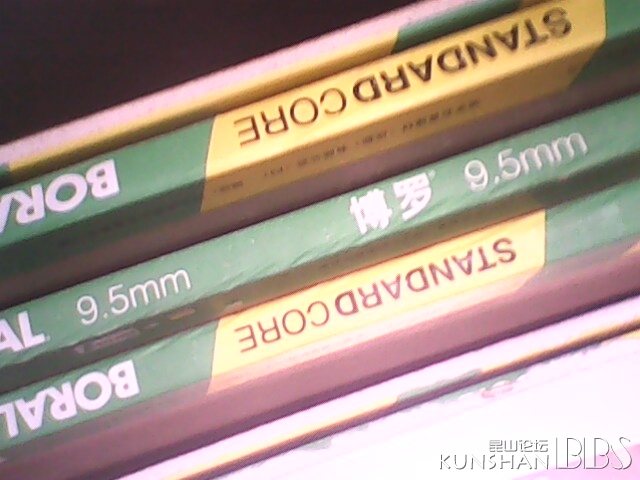 STANDARD CORE
BORAL
博罗 9.5mm
AL 9.5mm
STANDARD CORE
BORAL
昆山论坛
KUNSHAN BBS